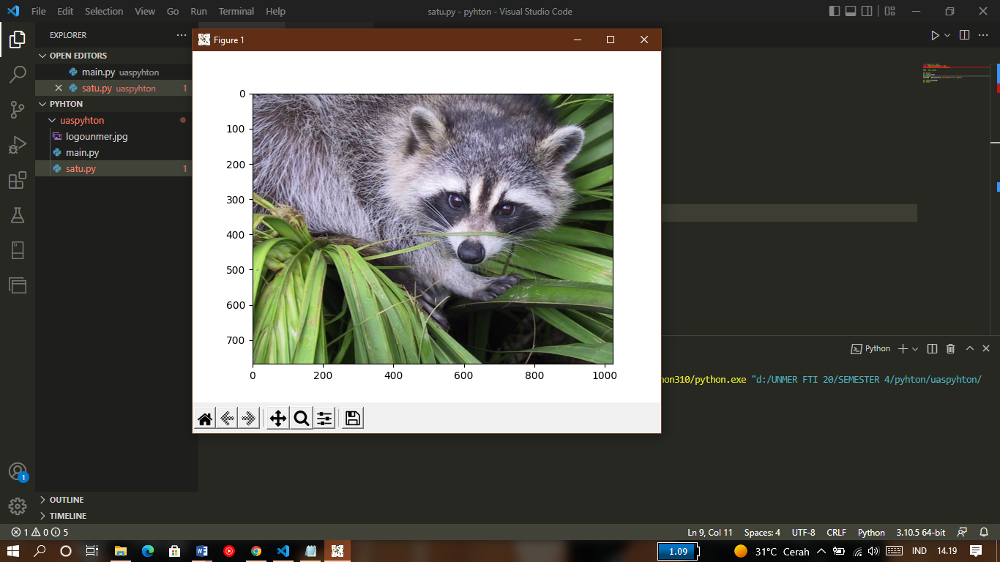 File Edit Selection View Go Run Terminal Help
satu.py - pyhton - Visual Studio Code
EXPLORER
OPEN EDITORS
main.py uaspyhton
satu.py uaspyhton 1
PYHTON
uaspyhton
logounmer.jpg
main.py
satu.py 1
OUTLINE
TIMELINE
Figure 1
0
100
200
300
400
500
600
700
0 200 400 600 800 1000
Python
hon310/python.exe "d:/UNMER FTI 20/SEMESTER 4/pyhton/uaspyhton/
1
1 0 5
Ln 9, Col 11 Spaces: 4 UTF-8 CRLF Python 3.10.5 64-bit
1.09 31°C Cerah IND 14.19